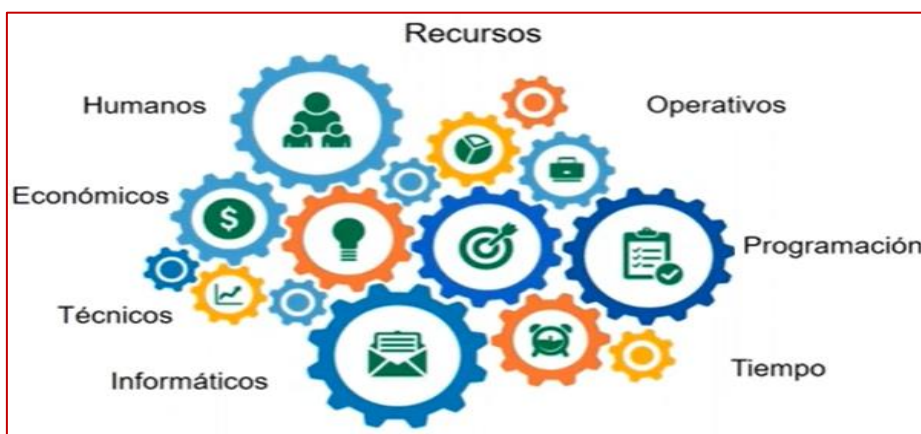 Recursos
Humanos
Operativos
Económicos
Programación
Técnicos
Informáticos
Tiempo
$